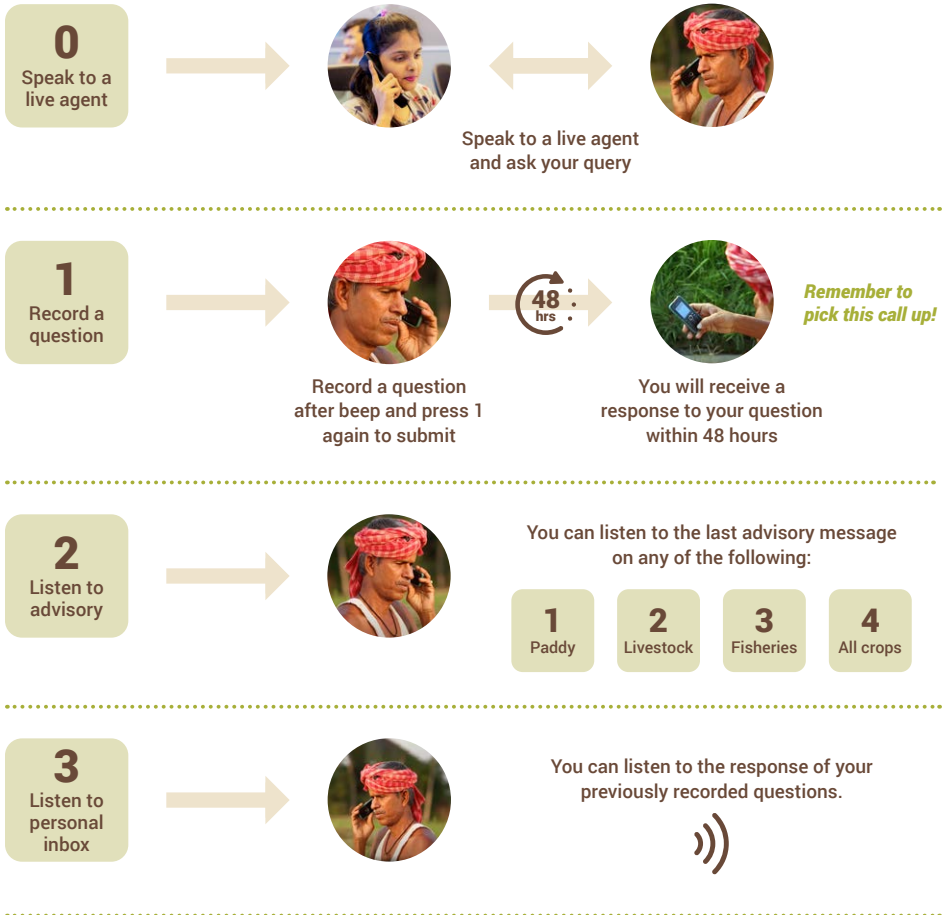 0
Speak to a
live agent
Speak to a live agent
and ask your query
1
Record a
question
48
hrs
Remember to
pick this call up!
Record a question
after beep and press 1
again to submit
You will receive a
response to your question
within 48 hours
2
Listen to
advisory
You can listen to the last advisory message
on any of the following:
1
Paddy
2
Livestock
3
Fisheries
4
All crops
3
Listen to
personal
inbox
You can listen to the response of your
previously recorded questions.